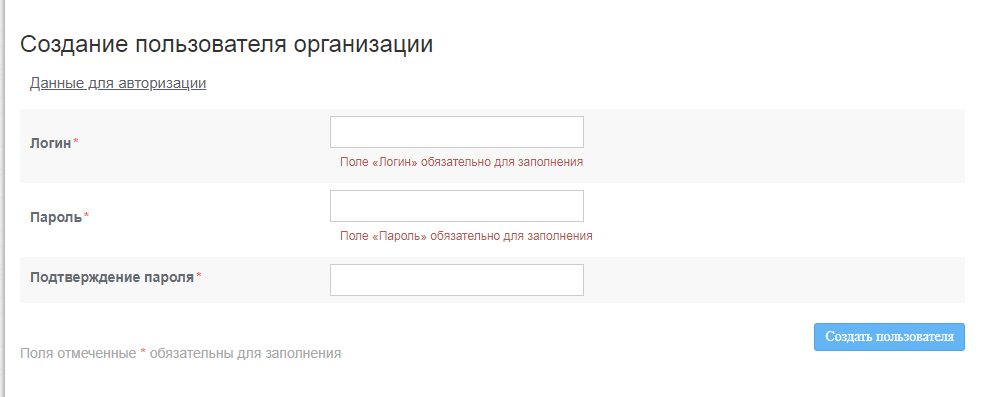 Создание пользователя организации
Данные для авторизации
Логин*
Поле «Логин» обязательно для заполнения
Пароль*
Поле «Пароль» обязательно для заполнения
Подтверждение пароля*
Создать пользователя
Поля отмеченные * обязательны для заполнения